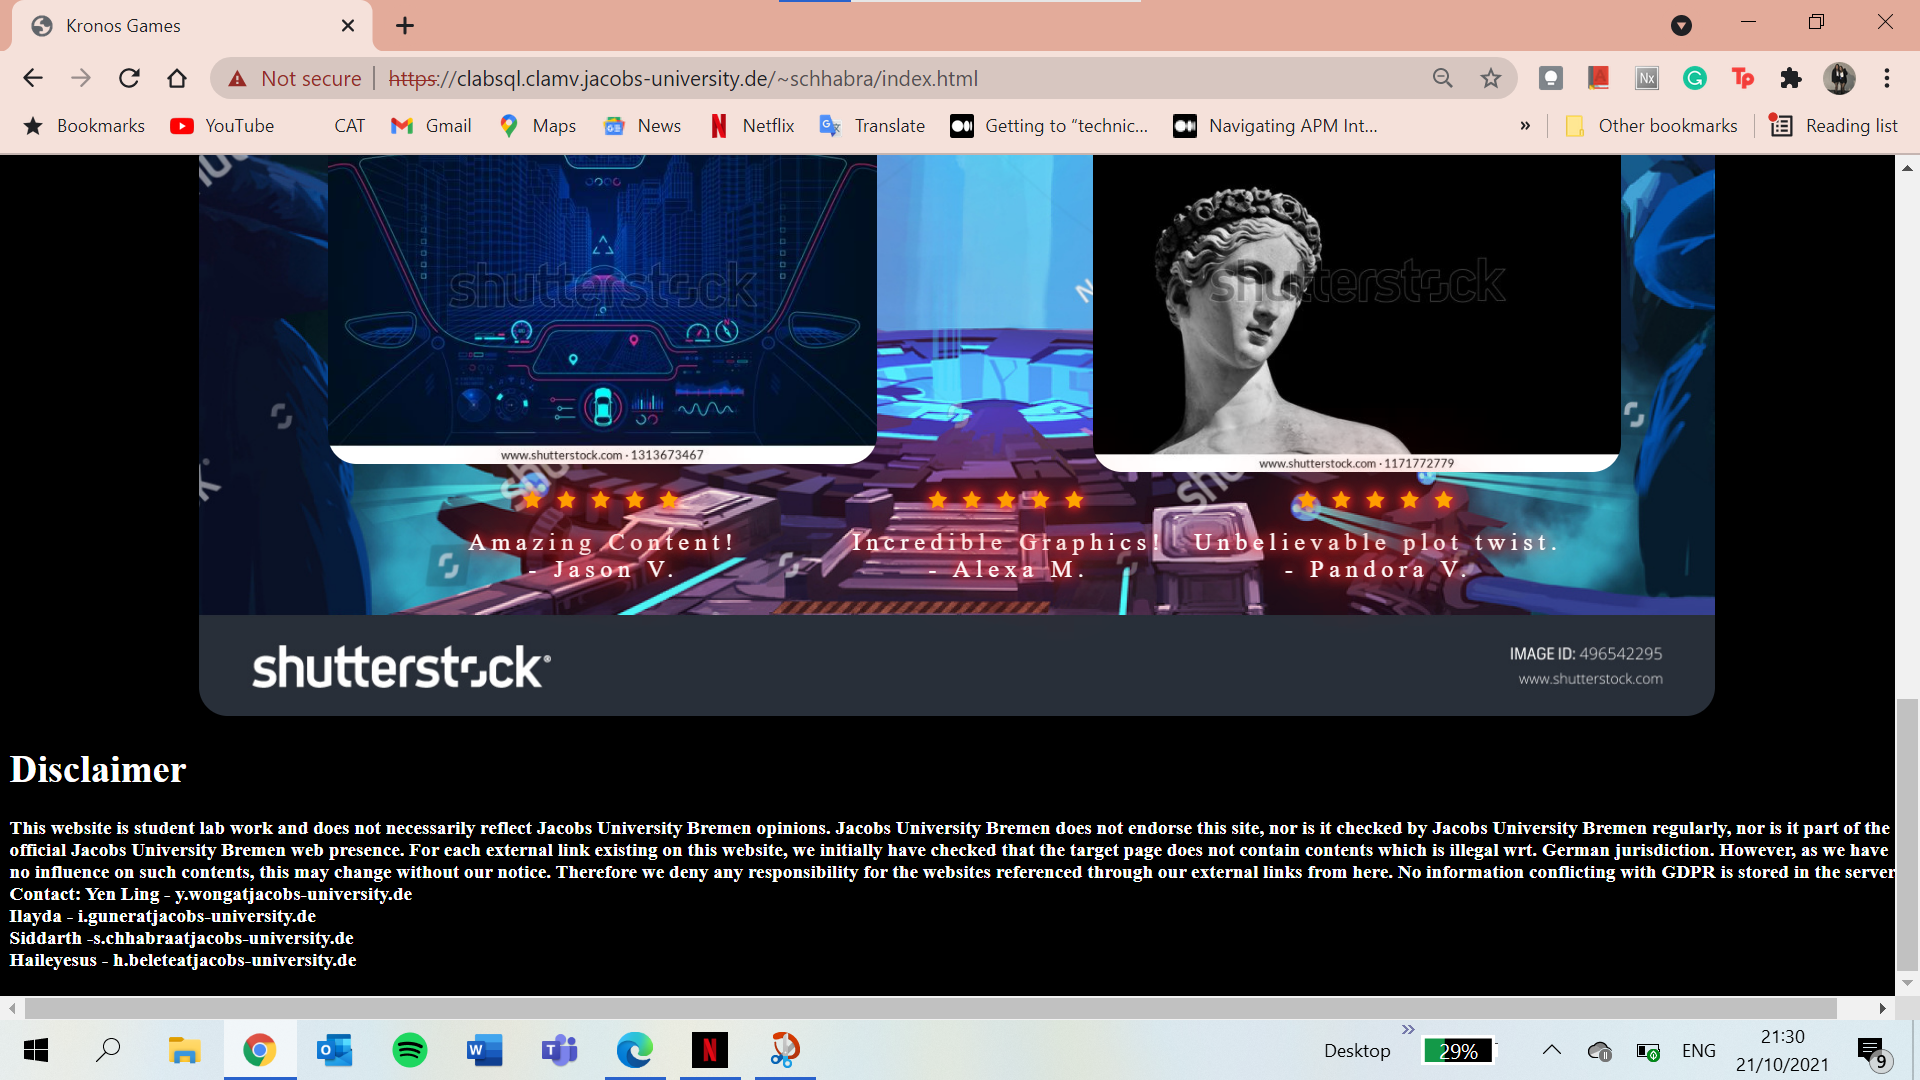 Kronos Games
Not secure
https://clabsql.clamv.jacobs-university.de/~schhabra/index.html
Nx
Tp
Bookmarks
YouTube
CAT
Gmail
Maps
News
Netflix
Translate
Getting to “technic...
Navigating APM Int...
»
Other bookmarks
Reading list
shutterstock
shutterstock
www.shutterstock.com · 1313673467
www.shutterstock.com · 1171772779
Amazing Content!
- Jason V.
Incredible Graphics!
- Alexa M.
Unbelievable plot twist.
- Pandora V.
shutterstock®
IMAGE ID: 496542295
www.shutterstock.com
Disclaimer
This website is student lab work and does not necessarily reflect Jacobs University Bremen opinions. Jacobs University Bremen does not endorse this site, nor is it checked by Jacobs University Bremen regularly, nor is it part of the
official Jacobs University Bremen web presence. For each external link existing on this website, we initially have checked that the target page does not contain contents which is illegal wrt. German jurisdiction. However, as we have
no influence on such contents, this may change without our notice. Therefore we deny any responsibility for the websites referenced through our external links from here. No information conflicting with GDPR is stored in the server
Contact: Yen Ling - y.wongatjacobs-university.de
Ilayda - i.guneratjacobs-university.de
Siddarth -s.chhabraatjacobs-university.de
Haileyesus - h.beleteatjacobs-university.de
Desktop
»
29%
ENG
21:30
21/10/2021
9